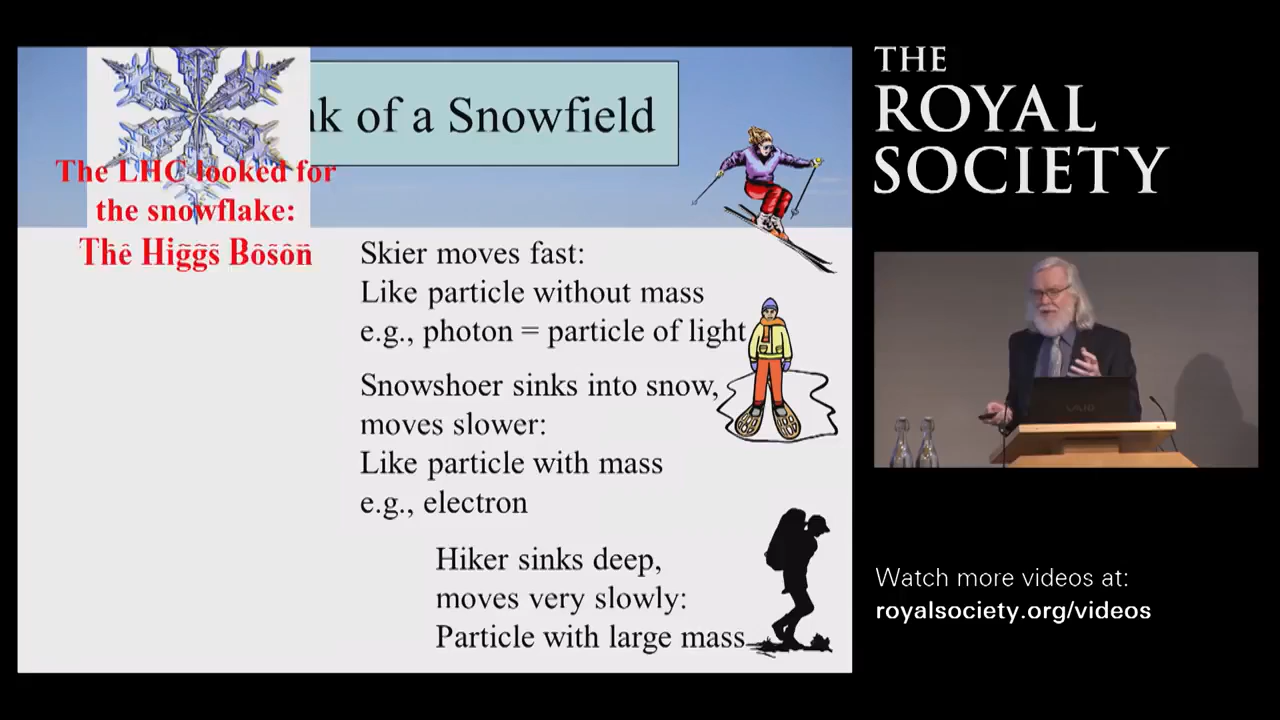 nk of a Snowfield
The LHC looked for
the snowflake:
The Higgs Boson
Skier moves fast:
Like particle without mass
e.g., photon = particle of light
Snowshoer sinks into snow,
moves slower:
Like particle with mass
e.g., electron
Hiker sinks deep,
moves very slowly:
Particle with large mass
THE
ROYAL
SOCIETY
VAIO
Watch more videos at:
royalsociety.org/videos